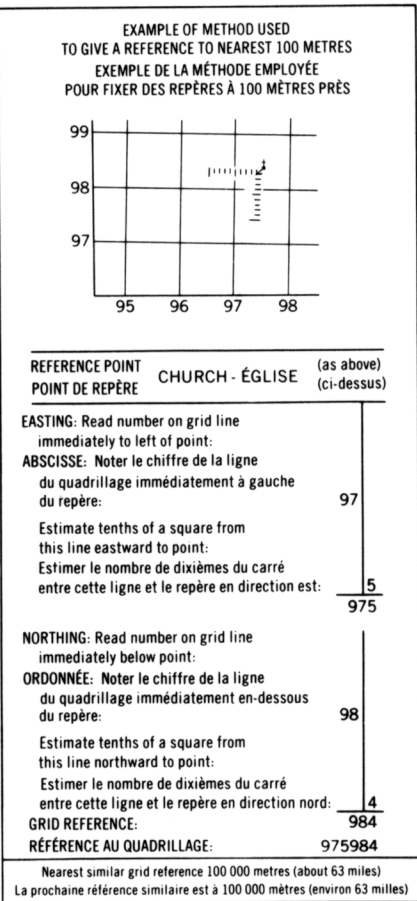 EXAMPLE OF METHOD USED
TO GIVE A REFERENCE TO NEAREST 100 METRES
EXEMPLE DE LA MÉTHODE EMPLOYÉE
POUR FIXER DES REPÈRES À 100 MÈTRES PRÈS
99
98
97
95 96 97 98
REFERENCE POINT
POINT DE REPÈRE
CHURCH - ÉGLISE
(as above)
(ci-dessus)
EASTING: Read number on grid line
immediately to left of point:
ABSCISSE: Noter le chiffre de la ligne
du quadrillage immédiatement à gauche
du repère: 97
Estimate tenths of a square from
this line eastward to point:
Estimer le nombre de dixièmes du carré
entre cette ligne et le repère en direction est: 5
975
NORTHING: Read number on grid line
immediately below point:
ORDONNÉE: Noter le chiffre de la ligne
du quadrillage immédiatement en-dessous
du repère: 98
Estimate tenths of a square from
this line northward to point:
Estimer le nombre de dixièmes du carré
entre cette ligne et le repère en direction nord: 4
GRID REFERENCE: 984
RÉFÉRENCE AU QUADRILLAGE: 975984
Nearest similar grid reference 100 000 metres (about 63 miles)
La prochaine référence similaire est à 100 000 mètres (environ 63 milles)